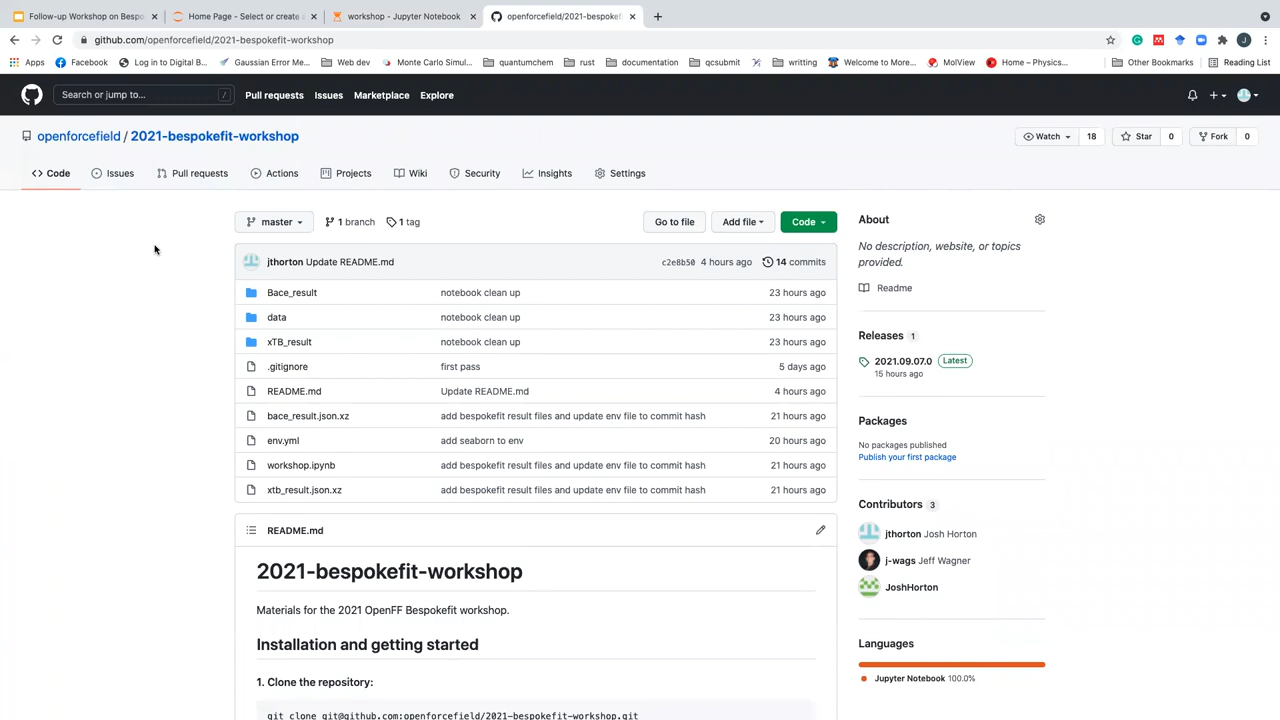 Follow-up Workshop on Bespo
Home Page - Select or create a
workshop - Jupyter Notebook
openforcefield/2021-bespokefit-
github.com/openforcefield/2021-bespokefit-workshop
Apps
Facebook
Log in to Digital B...
Gaussian Error Me...
Web dev
Monte Carlo Simul...
quantumchem
rust
documentation
qcsubmit
writting
Welcome to More...
MolView
Home – Physics...
Other Bookmarks
Reading List
Search or jump to...
/
Pull requests
Issues
Marketplace
Explore
openforcefield / 2021-bespokefit-workshop
Watch 18
Star 0
Fork 0
Code
Issues
Pull requests
Actions
Projects
Wiki
Security
Insights
Settings
master
1 branch
1 tag
Go to file
Add file
Code
jthorton Update README.md c2e8b50 4 hours ago 14 commits
Bace_result notebook clean up 23 hours ago
data notebook clean up 23 hours ago
xTB_result notebook clean up 23 hours ago
.gitignore first pass 5 days ago
README.md Update README.md 4 hours ago
bace_result.json.xz add bespokefit result files and update env file to commit hash 21 hours ago
env.yml add seaborn to env 20 hours ago
workshop.ipynb add bespokefit result files and update env file to commit hash 21 hours ago
xtb_result.json.xz add bespokefit result files and update env file to commit hash 21 hours ago
README.md
2021-bespokefit-workshop
Materials for the 2021 OpenFF Bespokefit workshop.
Installation and getting started
1. Clone the repository:
git clone git@github.com:openforcefield/2021-bespokefit-workshop.git
About
No description, website, or topics
provided.
Readme
Releases 1
2021.09.07.0 Latest
15 hours ago
Packages
No packages published
Publish your first package
Contributors 3
jthorton Josh Horton
j-wags Jeff Wagner
JoshHorton
Languages
Jupyter Notebook 100.0%